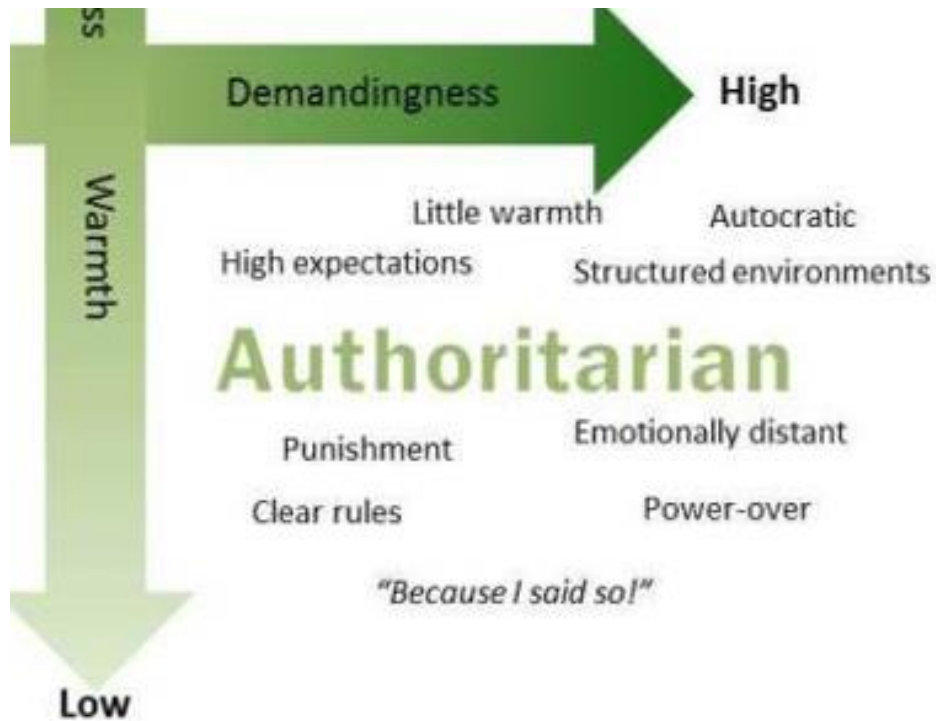 ss
Demandingness
High
Warmth
Little warmth
Autocratic
High expectations
Structured environments
Authoritarian
Punishment
Emotionally distant
Clear rules
Power-over
“Because I said so!”
Low